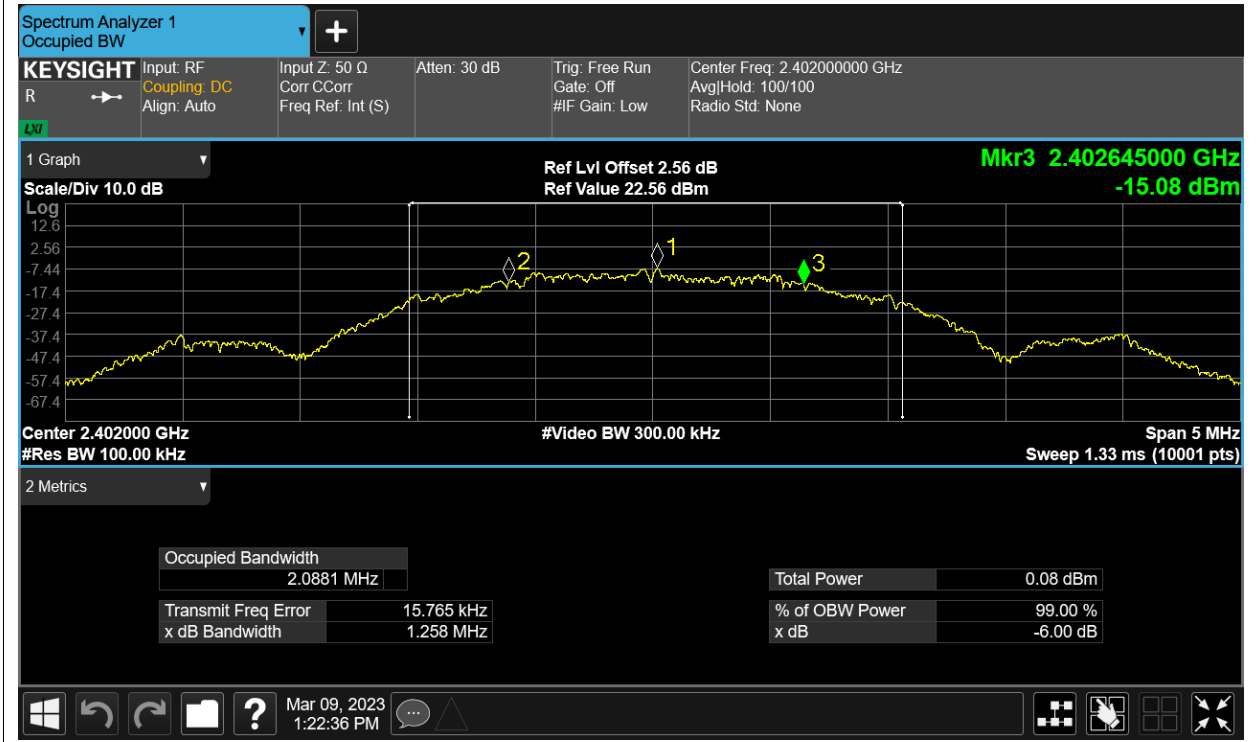 Spectrum Analyzer 1
Occupied BW
KEYSIGHT
R
LXI
Input: RF
Coupling: DC
Align: Auto
Input Z: 50 Ω
Corr CCorr
Freq Ref: Int (S)
Atten: 30 dB
Trig: Free Run
Gate: Off
#IF Gain: Low
Center Freq: 2.402000000 GHz
Avg|Hold: 100/100
Radio Std: None
1 Graph
Scale/Div 10.0 dB
Ref Lvl Offset 2.56 dB
Ref Value 22.56 dBm
Mkr3 2.402645000 GHz
-15.08 dBm
Log
12.6
2.56
-7.44
-17.4
-27.4
-37.4
-47.4
-57.4
-67.4
1
2
3
Center 2.402000 GHz
#Res BW 100.00 kHz
#Video BW 300.00 kHz
Span 5 MHz
Sweep 1.33 ms (10001 pts)
2 Metrics
Occupied Bandwidth
2.0881 MHz
Transmit Freq Error 15.765 kHz
x dB Bandwidth 1.258 MHz
Total Power 0.08 dBm
% of OBW Power 99.00 %
x dB -6.00 dB
?
Mar 09, 2023
1:22:36 PM